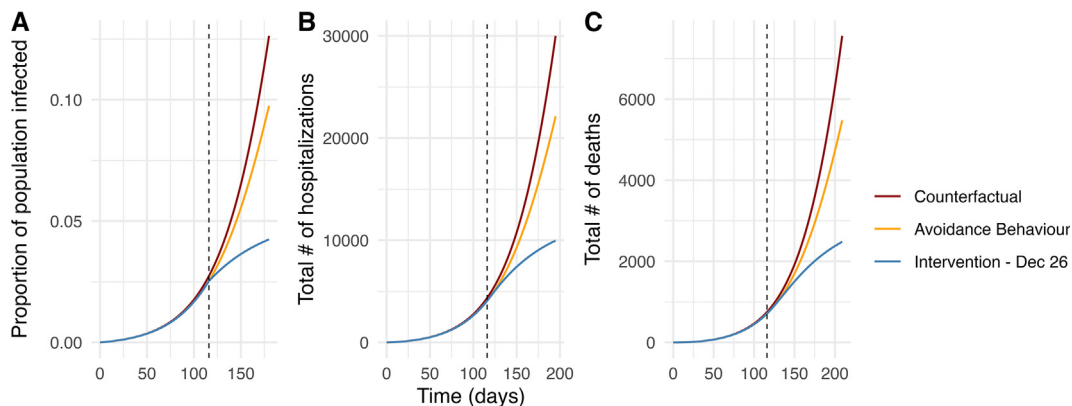 A
Proportion of population infected
0.10
0.05
0.00
0 50 100 150
B
Total # of hospitalizations
30000
20000
10000
0
0 50 100 150 200
Time (days)
C
Total # of deaths
6000
4000
2000
0
0 50 100 150 200
Counterfactual
Avoidance Behaviour
Intervention - Dec 26